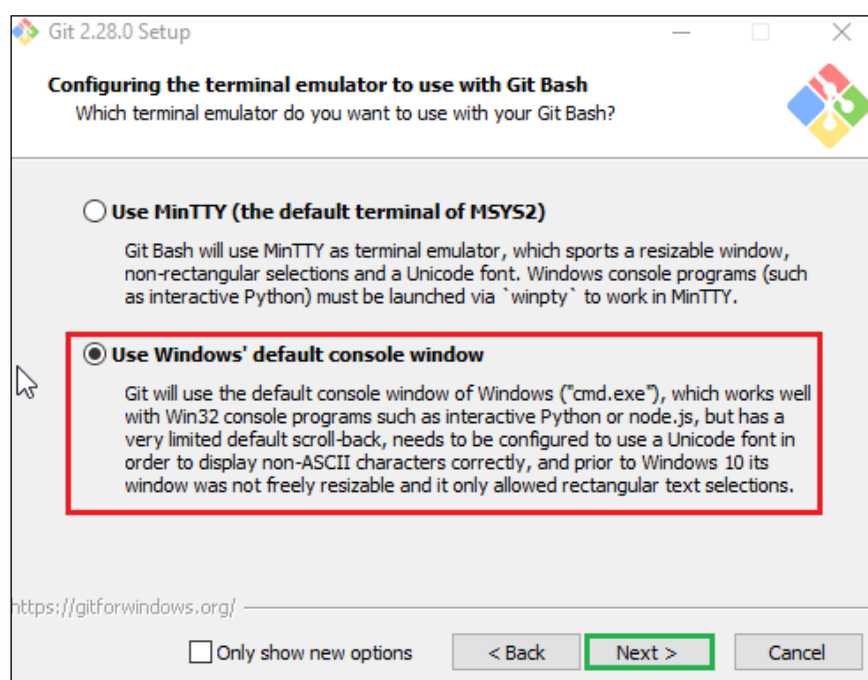 Git 2.28.0 Setup
Configuring the terminal emulator to use with Git Bash
Which terminal emulator do you want to use with your Git Bash?
Use MinTTY (the default terminal of MSYS2)
Git Bash will use MinTTY as terminal emulator, which sports a resizable window,
non-rectangular selections and a Unicode font. Windows console programs (such
as interactive Python) must be launched via `winpty` to work in MinTTY.
Use Windows' default console window
Git will use the default console window of Windows ("cmd.exe"), which works well
with Win32 console programs such as interactive Python or node.js, but has a
very limited default scroll-back, needs to be configured to use a Unicode font in
order to display non-ASCII characters correctly, and prior to Windows 10 its
window was not freely resizable and it only allowed rectangular text selections.
https://gitforwindows.org/
Only show new options
< Back
Next >
Cancel